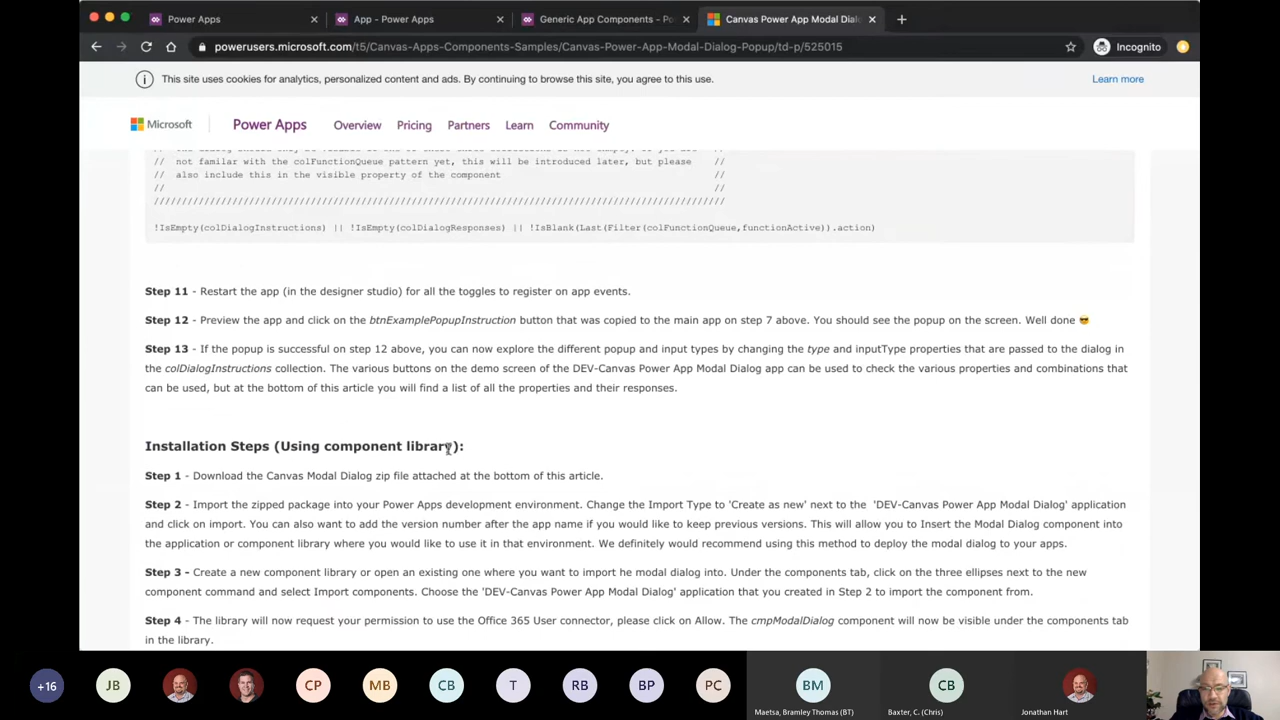 Power Apps
App - Power Apps
Generic App Components - Po
Canvas Power App Modal Dial
powerusers.microsoft.com/t5/Canvas-Apps-Components-Samples/Canvas-Power-App-Modal-Dialog-Popup/td-p/525015
Incognito
This site uses cookies for analytics, personalized content and ads. By continuing to browse this site, you agree to this use.
Learn more
Microsoft
Power Apps
Overview
Pricing
Partners
Learn
Community
// not familar with the colFunctionQueue pattern yet, this will be introduced later, but please //
// also include this in the visible property of the component //
// //
!IsEmpty(colDialogInstructions) || !IsEmpty(colDialogResponses) || !IsBlank(Last(Filter(colFunctionQueue,functionActive)).action)
Step 11 - Restart the app (in the designer studio) for all the toggles to register on app events.
Step 12 - Preview the app and click on the btnExamplePopupInstruction button that was copied to the main app on step 7 above. You should see the popup on the screen. Well done 😎
Step 13 - If the popup is successful on step 12 above, you can now explore the different popup and input types by changing the type and inputType properties that are passed to the dialog in
the colDialogInstructions collection. The various buttons on the demo screen of the DEV-Canvas Power App Modal Dialog app can be used to check the various properties and combinations that
can be used, but at the bottom of this article you will find a list of all the properties and their responses.
Installation Steps (Using component library):
Step 1 - Download the Canvas Modal Dialog zip file attached at the bottom of this article.
Step 2 - Import the zipped package into your Power Apps development environment. Change the Import Type to 'Create as new' next to the 'DEV-Canvas Power App Modal Dialog' application
and click on import. You can also want to add the version number after the app name if you would like to keep previous versions. This will allow you to Insert the Modal Dialog component into
the application or component library where you would like to use it in that environment. We definitely would recommend using this method to deploy the modal dialog to your apps.
Step 3 - Create a new component library or open an existing one where you want to import he modal dialog into. Under the components tab, click on the three ellipses next to the new
component command and select Import components. Choose the 'DEV-Canvas Power App Modal Dialog' application that you created in Step 2 to import the component from.
Step 4 - The library will now request your permission to use the Office 365 User connector, please click on Allow. The cmpModalDialog component will now be visible under the components tab
in the library.
+16
JB
CP
MB
CB
T
RB
BP
PC
BM
Maetsa, Bramley Thomas (BT)
CB
Baxter, C. (Chris)
Jonathan Hart